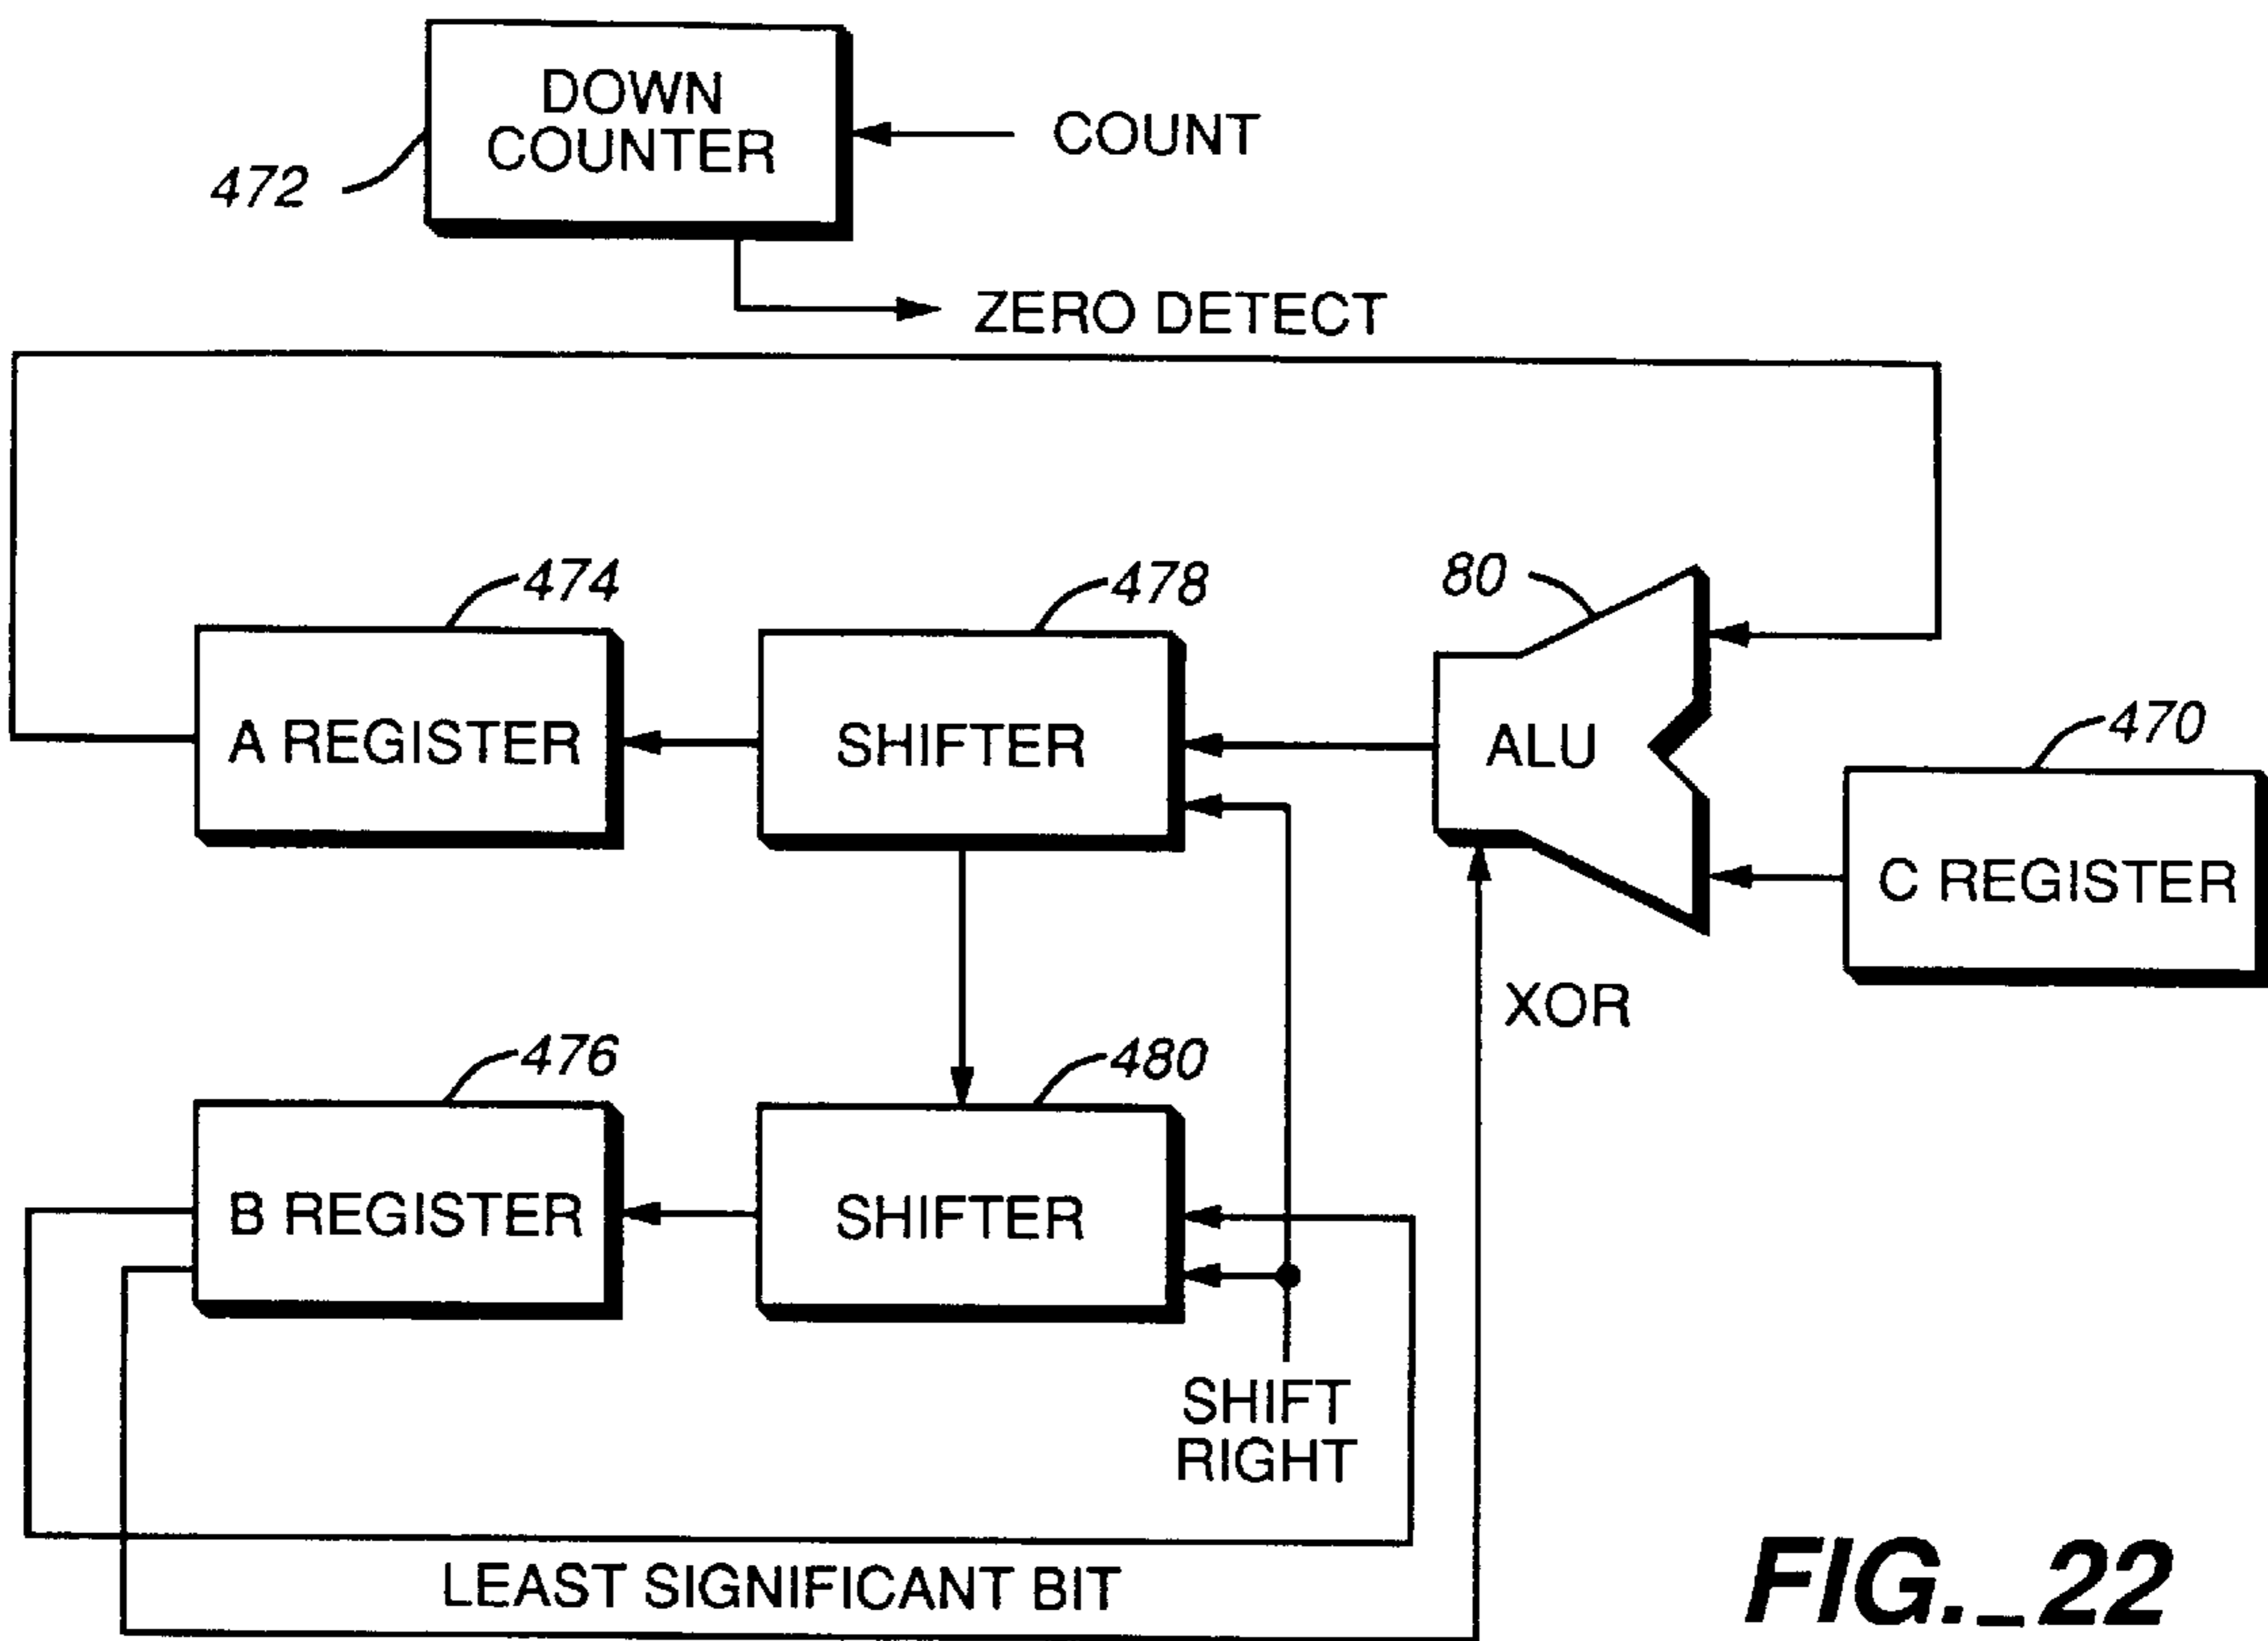 DOWN
COUNTER
COUNT
472
ZERO DETECT
474
478
80
A REGISTER
SHIFTER
ALU
470
C REGISTER
XOR
476
480
B REGISTER
SHIFTER
SHIFT
RIGHT
LEAST SIGNIFICANT BIT
FIG._22